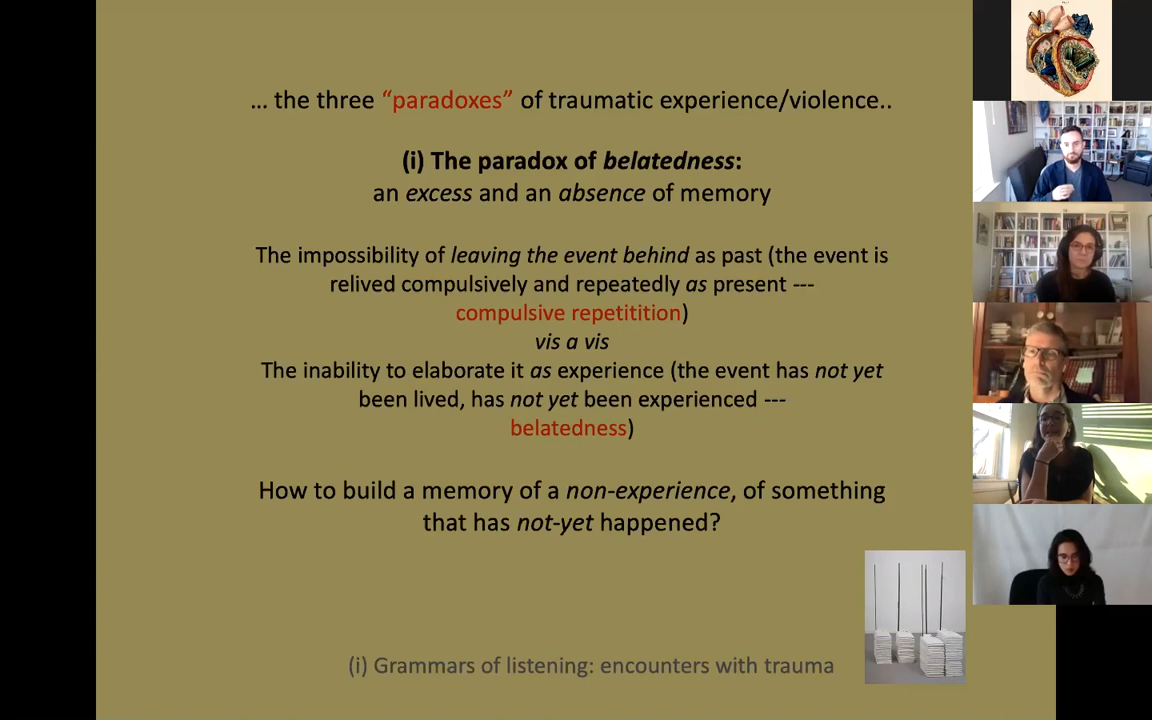 ... the three “paradoxes” of traumatic experience/violence..
(i) The paradox of belatedness:
an excess and an absence of memory
The impossibility of leaving the event behind as past (the event is
relived compulsively and repeatedly as present ---
compulsive repetitition)
vis a vis
The inability to elaborate it as experience (the event has not yet
been lived, has not yet been experienced ---
belatedness)
How to build a memory of a non-experience, of something
that has not-yet happened?
(i) Grammars of listening: encounters with trauma